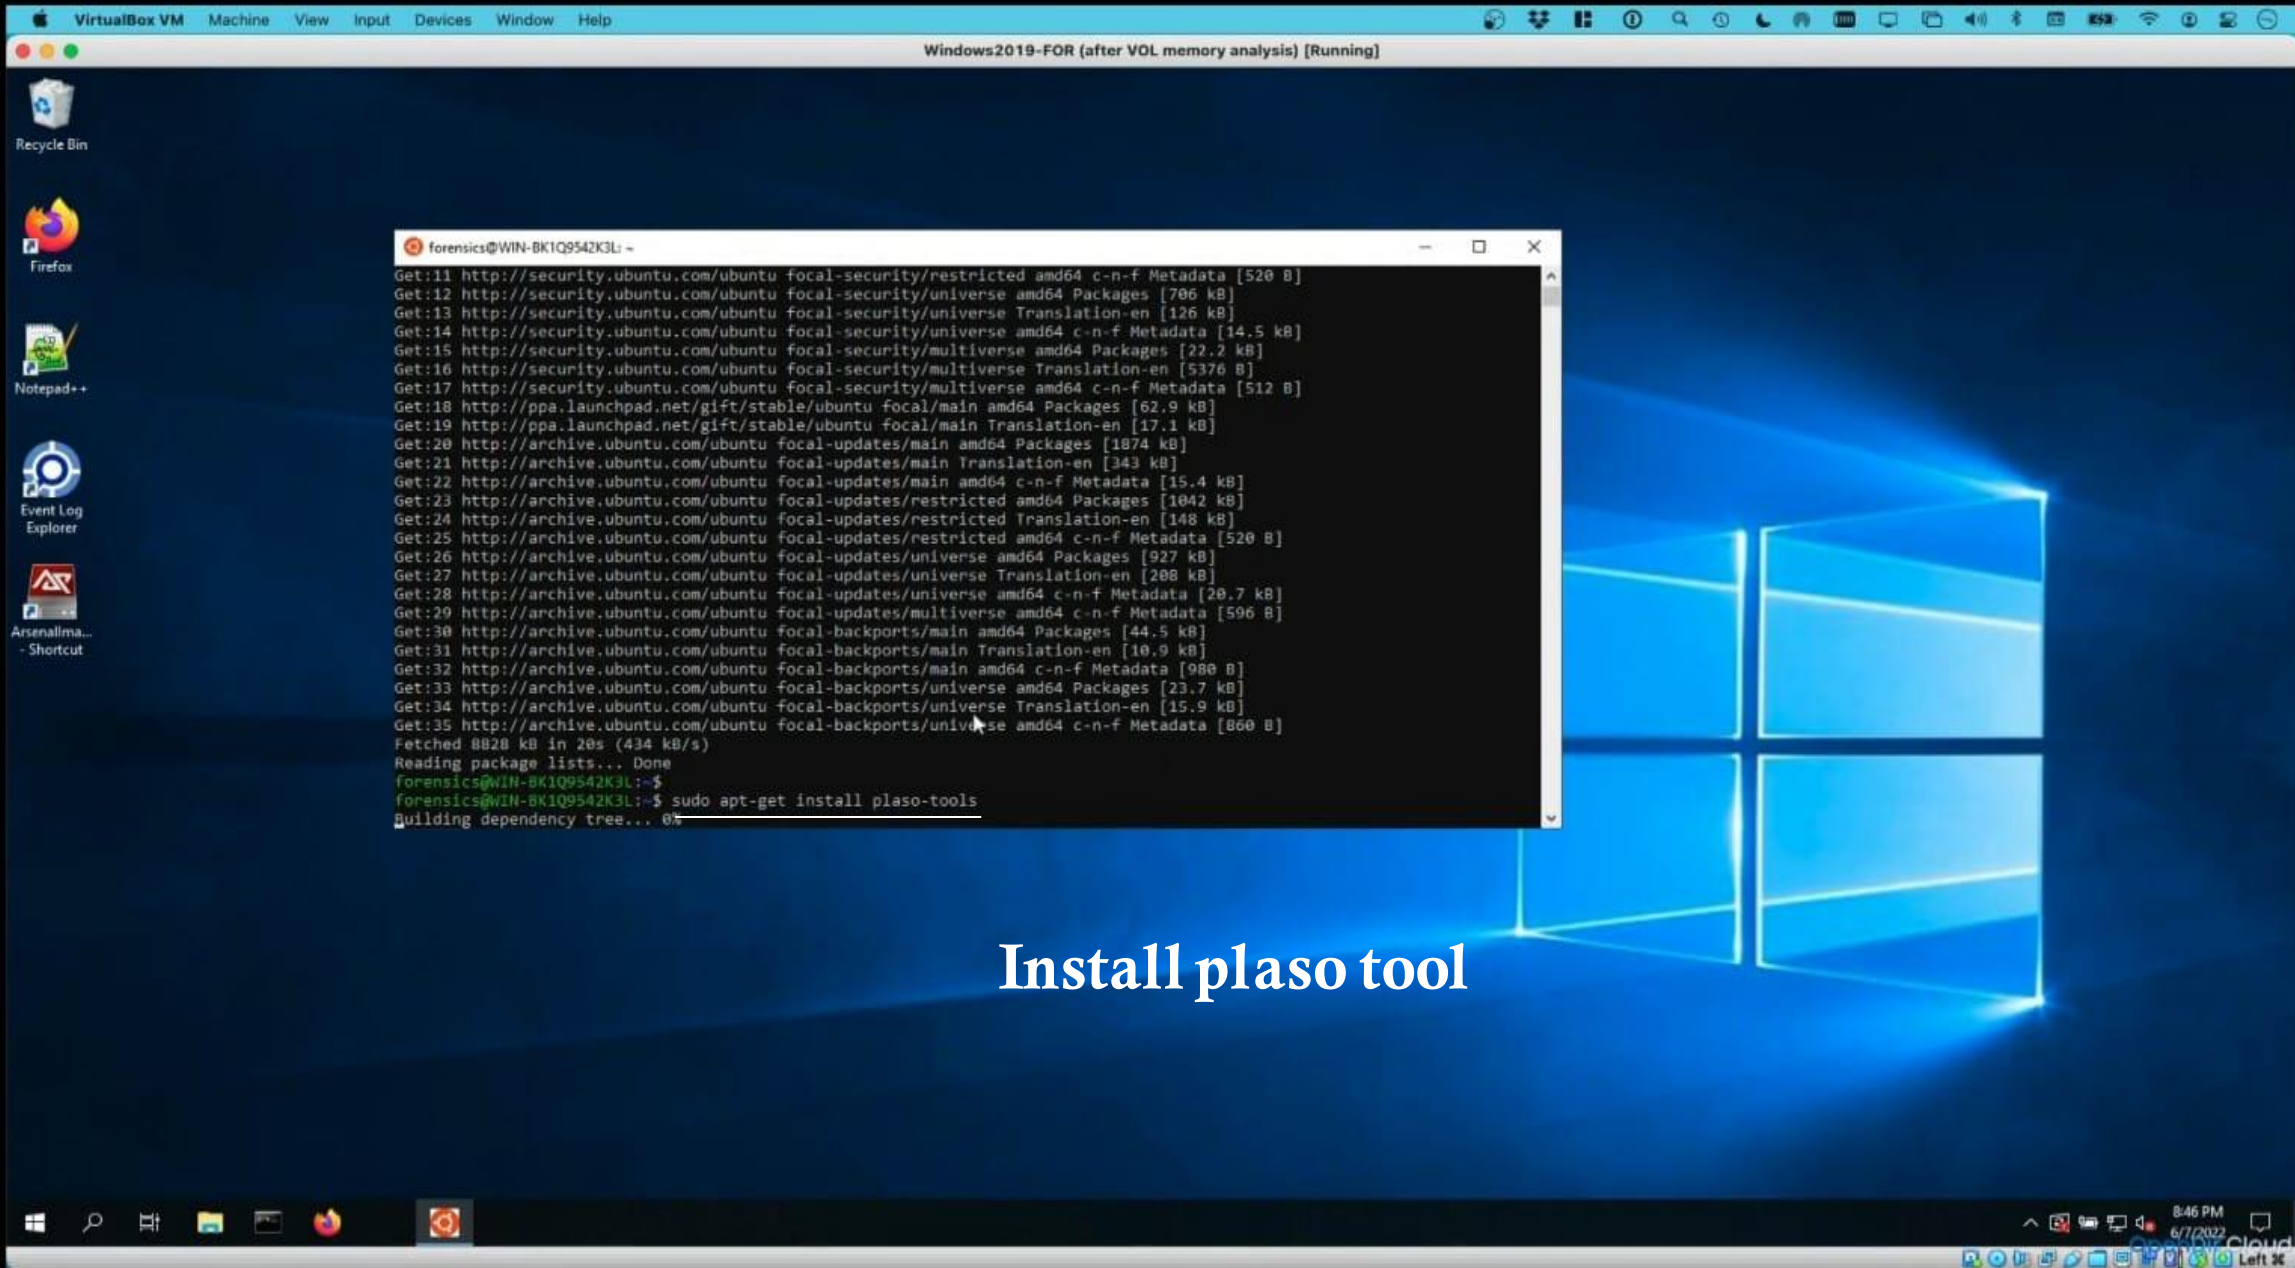 VirtualBox VM Machine View Input Devices Window Help
Windows2019-FOR (after VOL memory analysis) [Running]
Recycle Bin
Firefox
Notepad++
Event Log
Explorer
ArsenalIma...
- Shortcut
forensics@WIN-BK1Q9542K3L: ~
Get:11 http://security.ubuntu.com/ubuntu focal-security/restricted amd64 c-n-f Metadata [520 B]
Get:12 http://security.ubuntu.com/ubuntu focal-security/universe amd64 Packages [706 kB]
Get:13 http://security.ubuntu.com/ubuntu focal-security/universe Translation-en [126 kB]
Get:14 http://security.ubuntu.com/ubuntu focal-security/universe amd64 c-n-f Metadata [14.5 kB]
Get:15 http://security.ubuntu.com/ubuntu focal-security/multiverse amd64 Packages [22.2 kB]
Get:16 http://security.ubuntu.com/ubuntu focal-security/multiverse Translation-en [5376 B]
Get:17 http://security.ubuntu.com/ubuntu focal-security/multiverse amd64 c-n-f Metadata [512 B]
Get:18 http://ppa.launchpad.net/gift/stable/ubuntu focal/main amd64 Packages [62.9 kB]
Get:19 http://ppa.launchpad.net/gift/stable/ubuntu focal/main Translation-en [17.1 kB]
Get:20 http://archive.ubuntu.com/ubuntu focal-updates/main amd64 Packages [1874 kB]
Get:21 http://archive.ubuntu.com/ubuntu focal-updates/main Translation-en [343 kB]
Get:22 http://archive.ubuntu.com/ubuntu focal-updates/main amd64 c-n-f Metadata [15.4 kB]
Get:23 http://archive.ubuntu.com/ubuntu focal-updates/restricted amd64 Packages [1042 kB]
Get:24 http://archive.ubuntu.com/ubuntu focal-updates/restricted Translation-en [148 kB]
Get:25 http://archive.ubuntu.com/ubuntu focal-updates/restricted amd64 c-n-f Metadata [520 B]
Get:26 http://archive.ubuntu.com/ubuntu focal-updates/universe amd64 Packages [927 kB]
Get:27 http://archive.ubuntu.com/ubuntu focal-updates/universe Translation-en [208 kB]
Get:28 http://archive.ubuntu.com/ubuntu focal-updates/universe amd64 c-n-f Metadata [20.7 kB]
Get:29 http://archive.ubuntu.com/ubuntu focal-updates/multiverse amd64 c-n-f Metadata [596 B]
Get:30 http://archive.ubuntu.com/ubuntu focal-backports/main amd64 Packages [44.5 kB]
Get:31 http://archive.ubuntu.com/ubuntu focal-backports/main Translation-en [10.9 kB]
Get:32 http://archive.ubuntu.com/ubuntu focal-backports/main amd64 c-n-f Metadata [980 B]
Get:33 http://archive.ubuntu.com/ubuntu focal-backports/universe amd64 Packages [23.7 kB]
Get:34 http://archive.ubuntu.com/ubuntu focal-backports/universe Translation-en [15.9 kB]
Get:35 http://archive.ubuntu.com/ubuntu focal-backports/universe amd64 c-n-f Metadata [860 B]
Fetched 8828 kB in 20s (434 kB/s)
Reading package lists... Done
forensics@WIN-BK1Q9542K3L:~$
forensics@WIN-BK1Q9542K3L:~$ sudo apt-get install plaso-tools
Building dependency tree... 0%
Install plaso tool
8:46 PM
6/7/2022
Cloud
Left ⌘